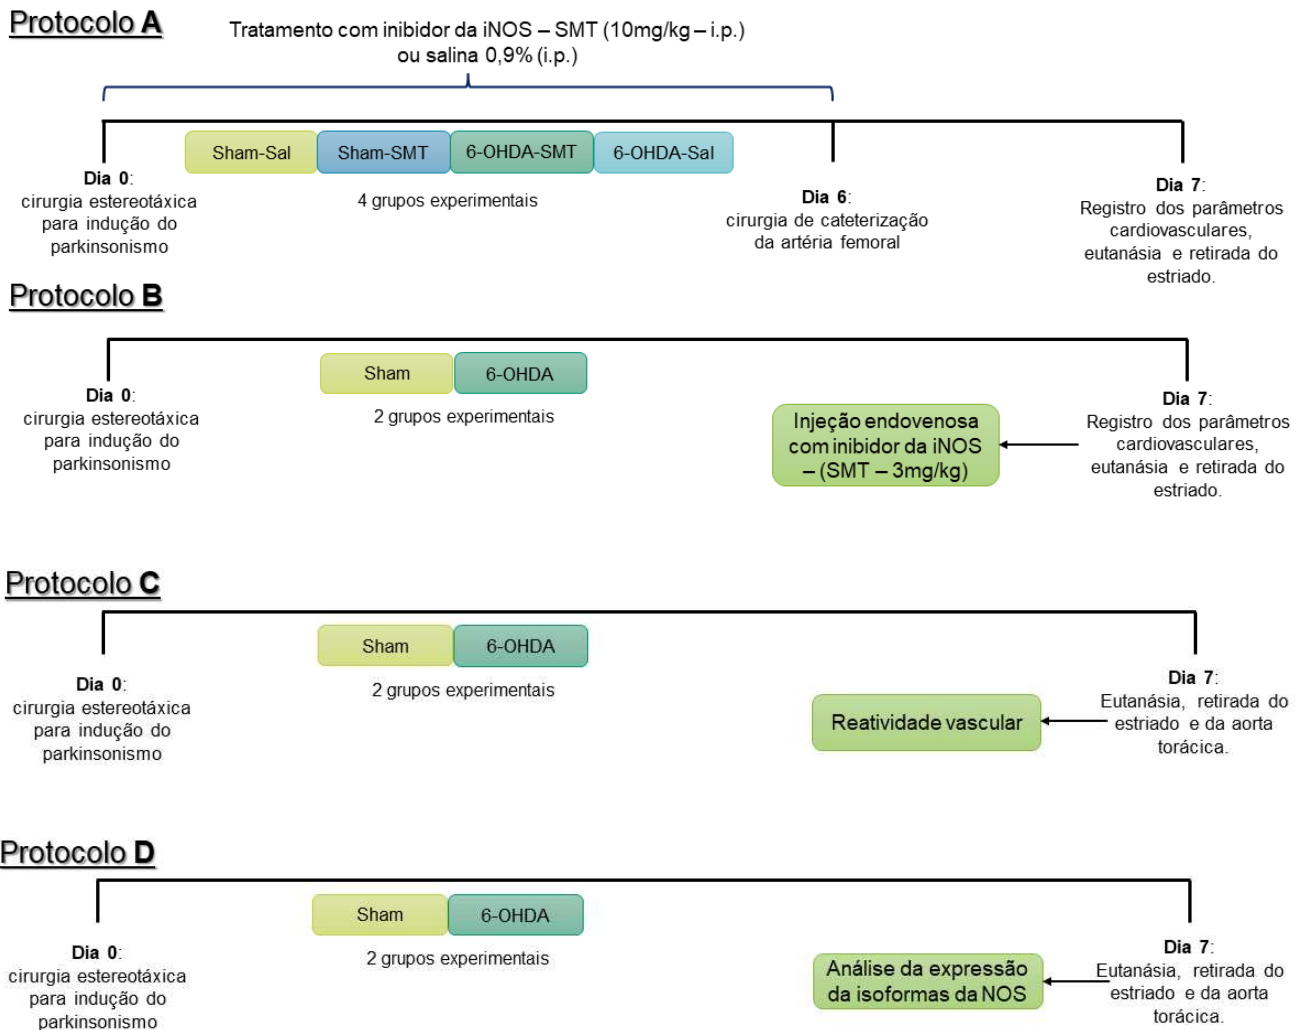 Protocolo A
Tratamento com inibidor da iNOS – SMT (10mg/kg – i.p.)
ou salina 0,9% (i.p.)
Sham-Sal
Sham-SMT
6-OHDA-SMT
6-OHDA-Sal
4 grupos experimentais
Dia 0:
cirurgia estereotáxica
para indução do
parkinsonismo
Dia 6:
cirurgia de cateterização
da artéria femoral
Dia 7:
Registro dos parâmetros
cardiovasculares,
eutanásia e retirada do
estriado.
Protocolo B
Sham
6-OHDA
2 grupos experimentais
Dia 0:
cirurgia estereotáxica
para indução do
parkinsonismo
Injeção endovenosa
com inibidor da iNOS
– (SMT – 3mg/kg)
Dia 7:
Registro dos parâmetros
cardiovasculares,
eutanásia e retirada do
estriado.
Protocolo C
Sham
6-OHDA
2 grupos experimentais
Dia 0:
cirurgia estereotáxica
para indução do
parkinsonismo
Reatividade vascular
Dia 7:
Eutanásia, retirada do
estriado e da aorta
torácica.
Protocolo D
Sham
6-OHDA
2 grupos experimentais
Dia 0:
cirurgia estereotáxica
para indução do
parkinsonismo
Análise da expressão
da isoformas da NOS
Dia 7:
Eutanásia, retirada do
estriado e da aorta
torácica.